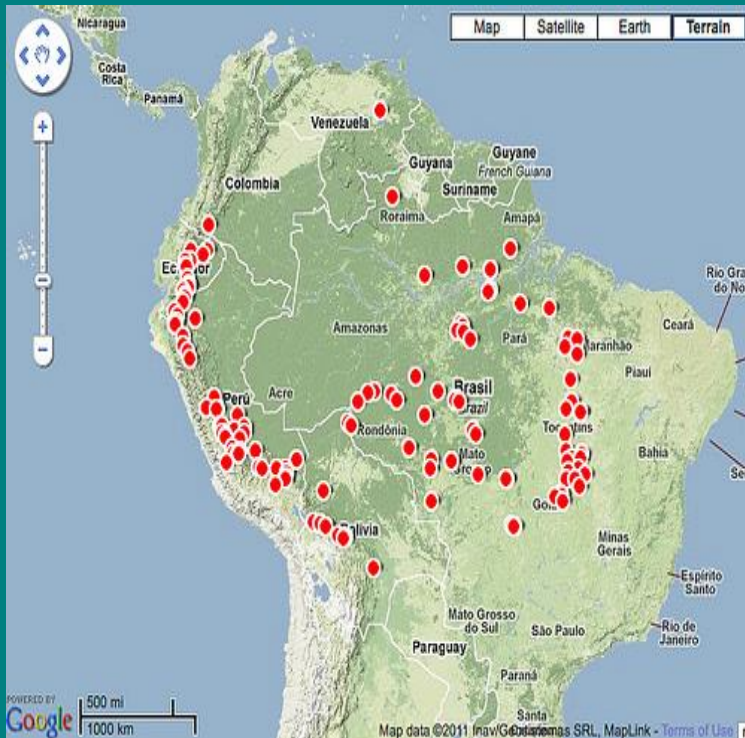 Nicaragua
Map Satellite Earth Terrain
Costa
Rica
Panamá
Venezuela
Guyana
Guyane
French Guiana
Suriname
Colombia
Roraima
Amapá
Rio Gra
do No
Amazonas
Pará
Ceará
Maranhão
Piauí
Acre
Perú
Brasil
Brazil
Rondônia
Mato
Bahia
Se
Bolivia
Minas
Gerais
Espírito
Santo
Mato Grosso
do Sul
São Paulo
Rio de
Janeiro
Paraguay
Paraná
Santa
POWERED BY
Google
500 mi
1000 km
Map data ©2011 SRL, MapLink - Terms of Use